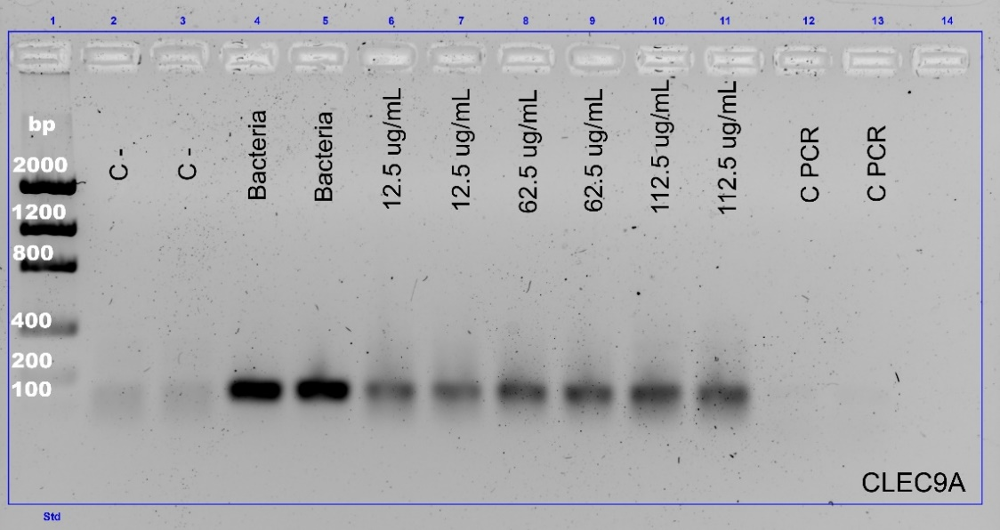 1 2 3 4 5 6 7 8 9 10 11 12 13 14
bp
2000
1200
800
400
200
100
C -
C -
Bacteria
Bacteria
12.5 ug/mL
12.5 ug/mL
62.5 ug/mL
62.5 ug/mL
112.5 ug/mL
112.5 ug/mL
C PCR
C PCR
CLEC9A
Std